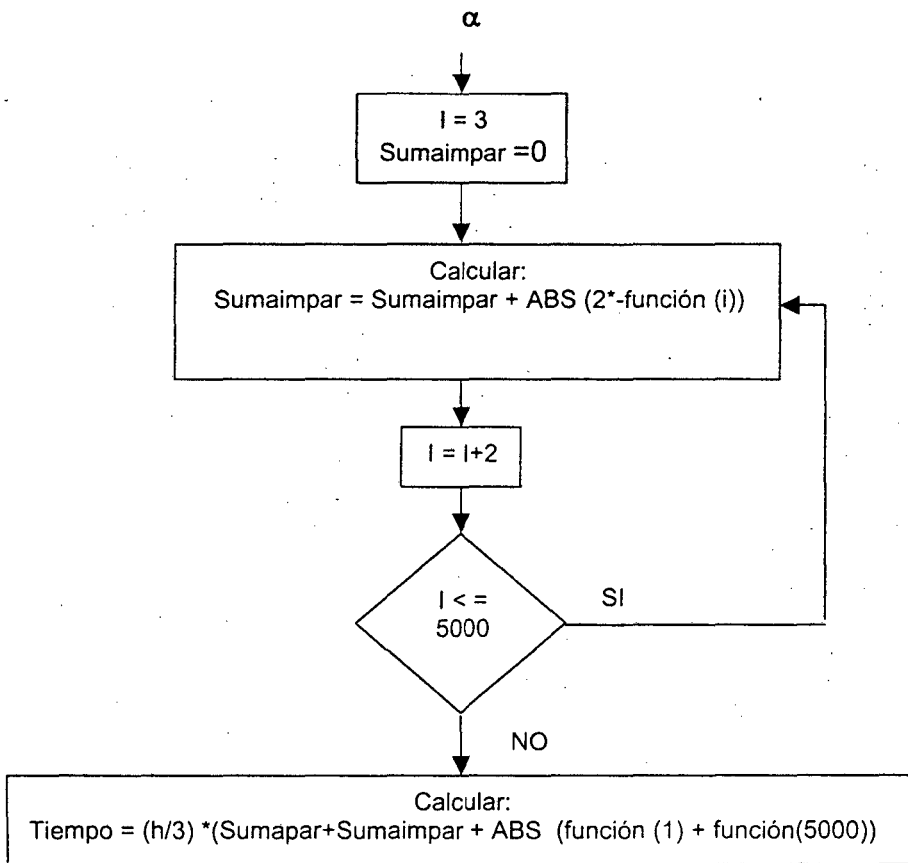 α
I = 3
Sumaimpar =0
Calcular:
Sumaimpar = Sumaimpar + ABS (2*-función (i))
I = I+2
I < =
5000
SI
NO
Calcular:
Tiempo = (h/3) *(Sumapar+Sumaimpar + ABS (función (1) + función(5000))